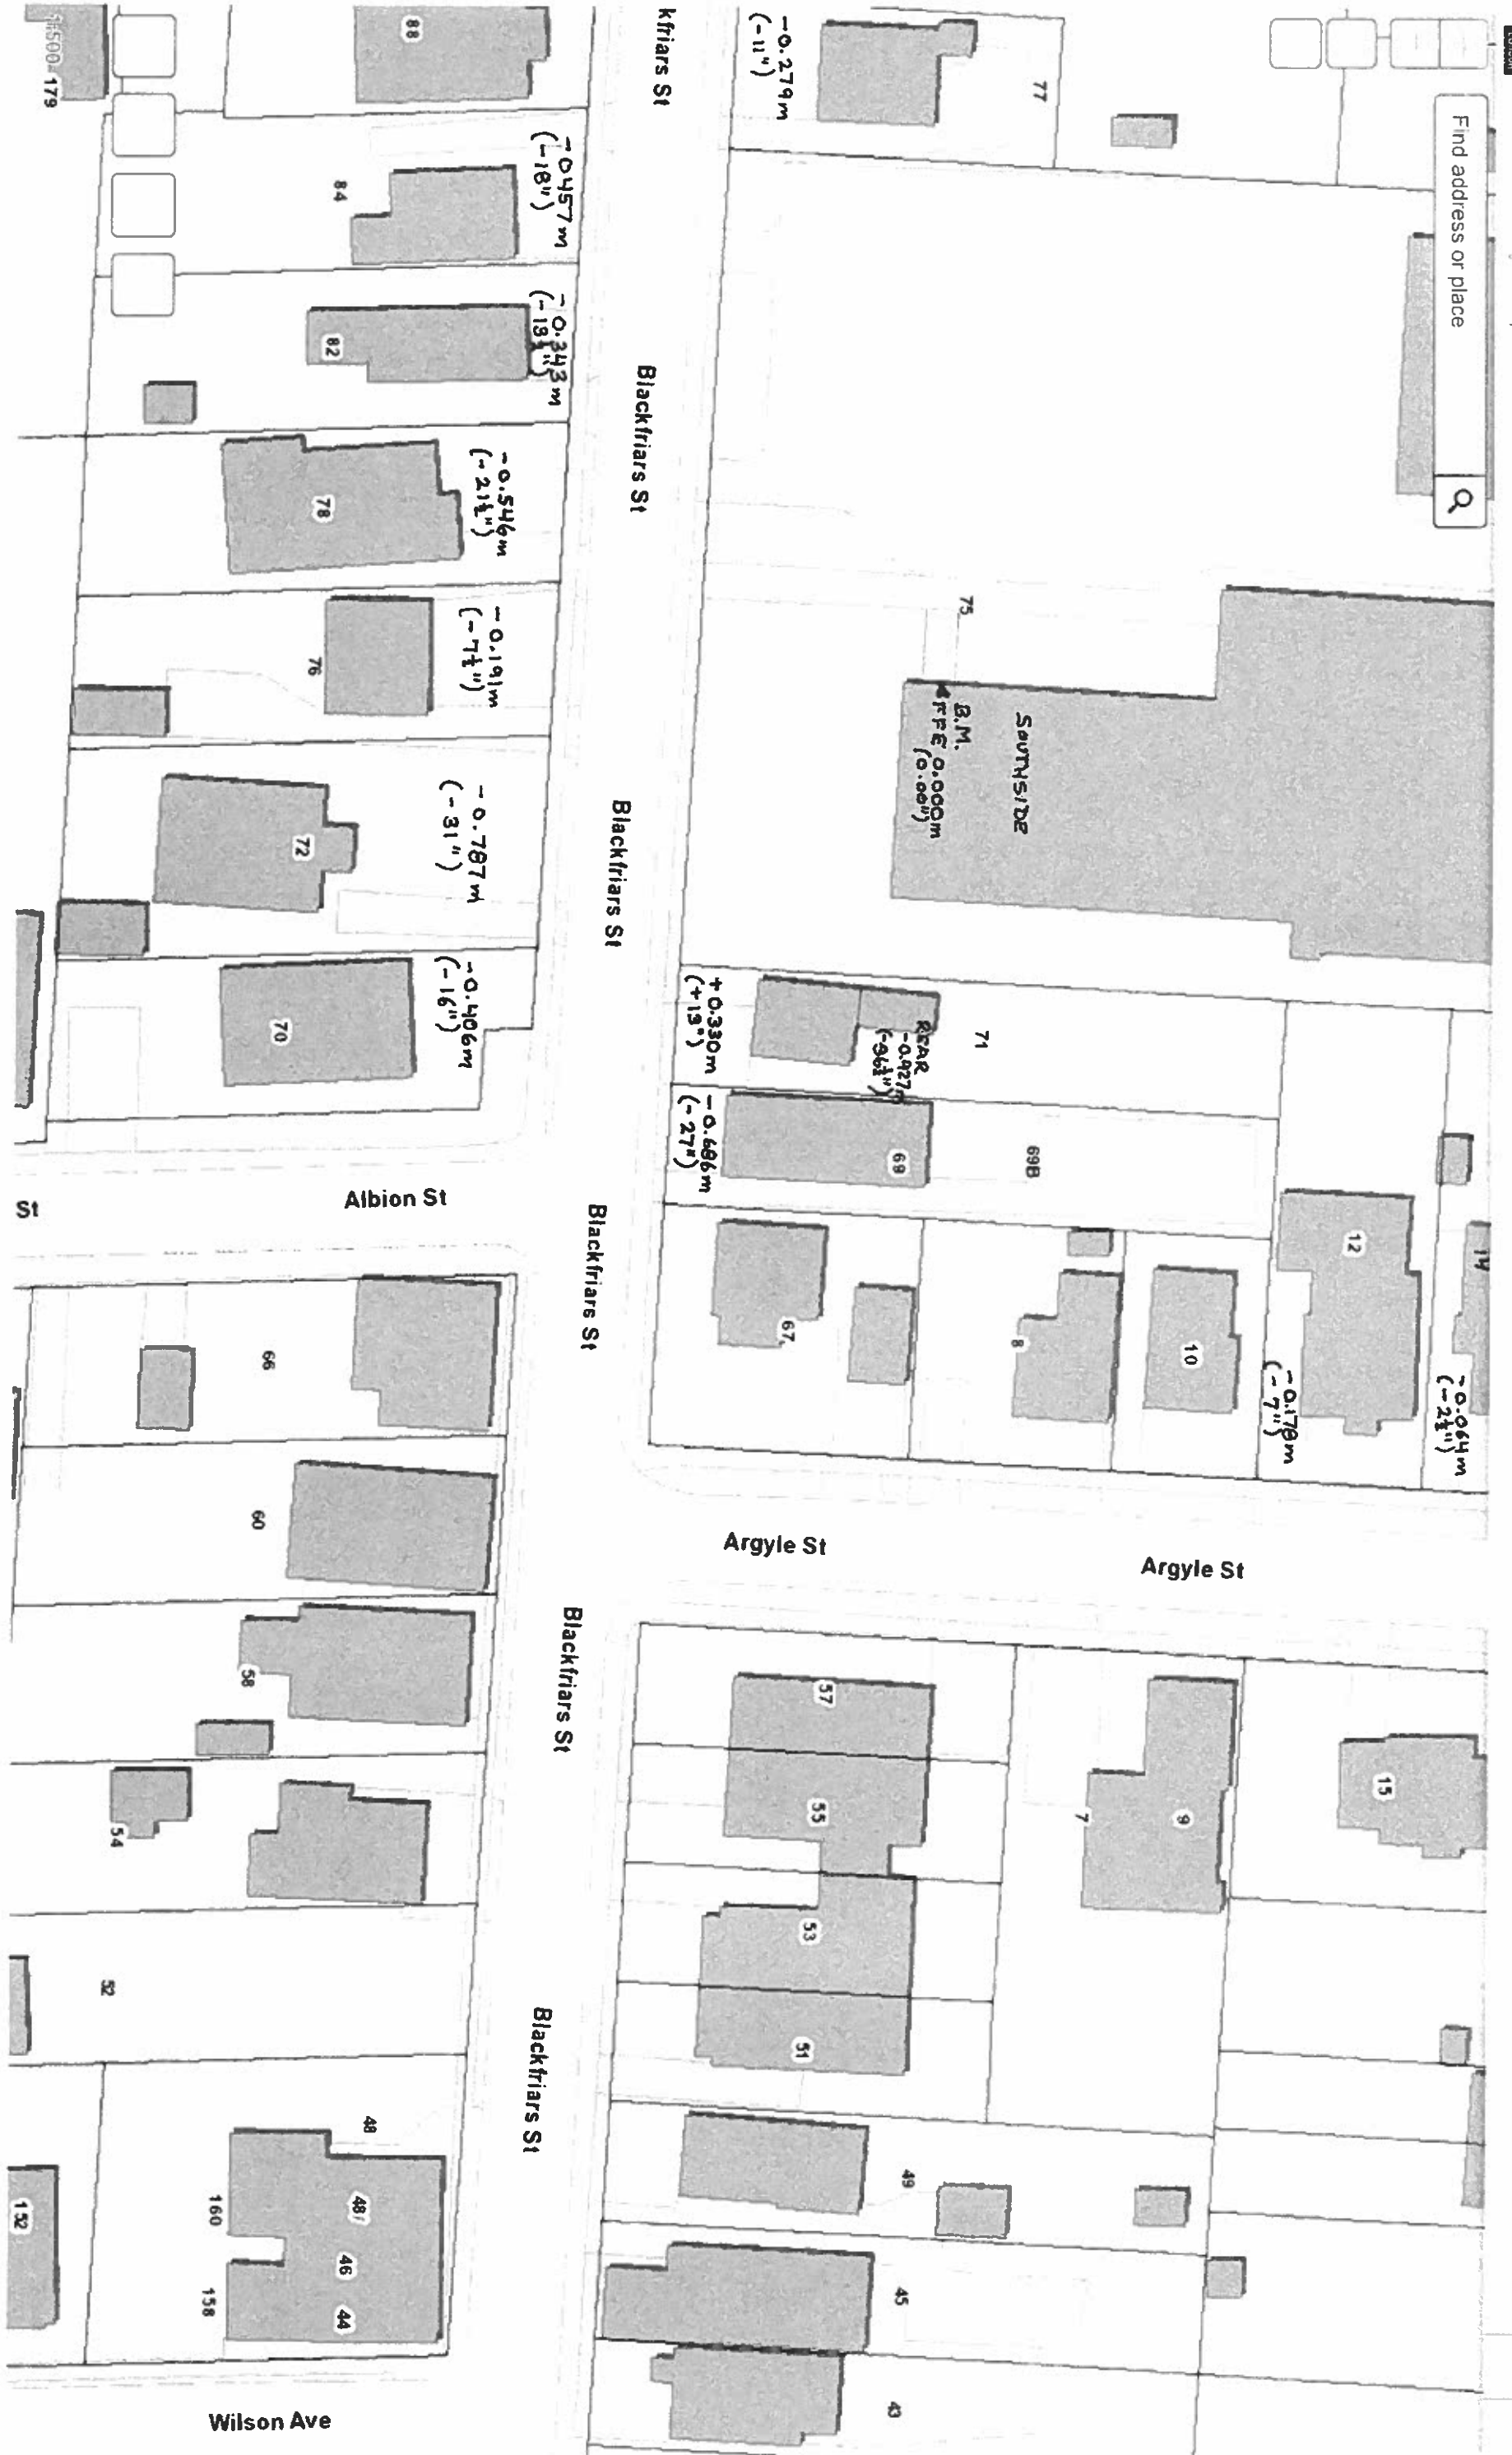 Find address or place
1:500
179
88
84
82
78
76
72
70
77
75
71
69
69B
67
8
10
12
14
66
60
58
54
52
48
48/
46
44
160
158
152
57
55
53
51
49
45
43
7
9
15
kfriars St
Blackfriars St
Blackfriars St
Blackfriars St
Blackfriars St
Blackfriars St
Albion St
St
Argyle St
Argyle St
Wilson Ave
-0.279m
(-11")
-0457m
(-18")
-0.343m
(-13½")
-0.546m
(-21½")
-0.191m
(-7½")
-0.787m
(-31")
-0.406m
(-16")
SOUTHSIDE
B.M.
FFE 0.000m
(0.00")
+0.330m
(+13")
REAR
-0.927m
(-36½")
-0.686m
(-27")
-0.178m
(-7")
-0.064m
(-2½")